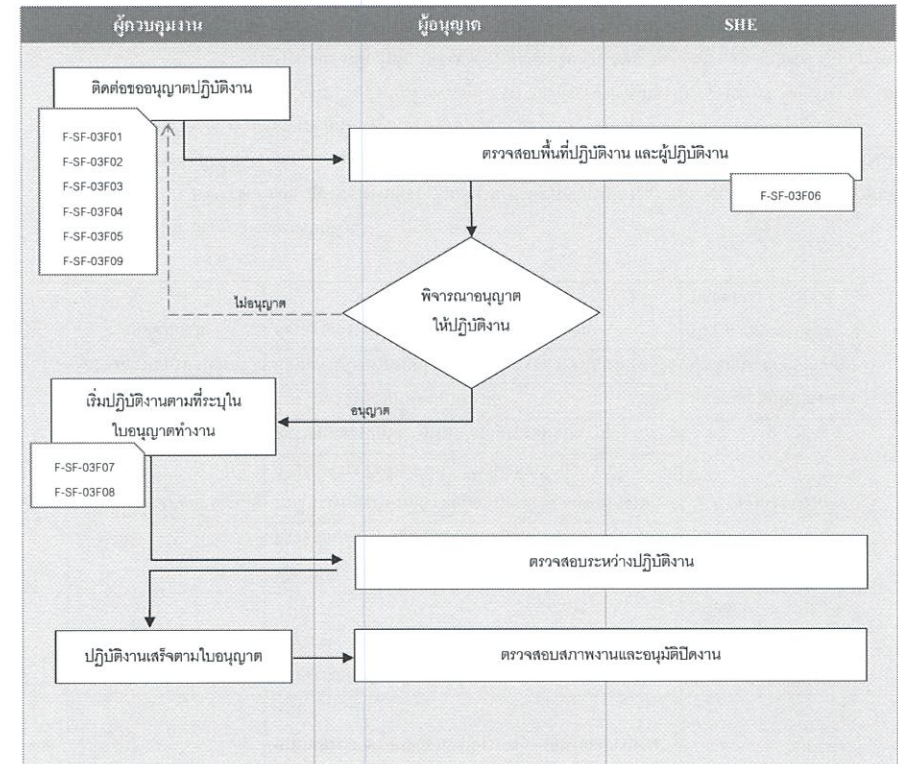 ผู้ควบคุมงาน
ผู้อนุญาต
SHE
ติดต่อขออนุญาตปฏิบัติงาน
F-SF-03F01
F-SF-03F02
F-SF-03F03
F-SF-03F04
F-SF-03F05
F-SF-03F09
ตรวจสอบพื้นที่ปฏิบัติงาน และผู้ปฏิบัติงาน
F-SF-03F06
พิจารณาอนุญาต
ให้ปฏิบัติงาน
ไม่อนุญาต
อนุญาต
เริ่มปฏิบัติงานตามที่ระบุใน
ใบอนุญาตทำงาน
F-SF-03F07
F-SF-03F08
ตรวจสอบระหว่างปฏิบัติงาน
ปฏิบัติงานเสร็จตามใบอนุญาต
ตรวจสอบสภาพงานและอนุมัติปิดงาน